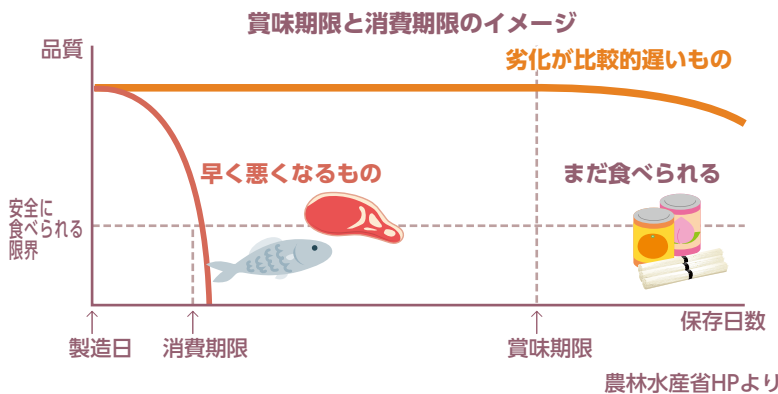 賞味期限と消費期限のイメージ
品質
劣化が比較的遅いもの
早く悪くなるもの
まだ食べられる
安全に
食べられる
限界
保存日数
製造日
消費期限
賞味期限
農林水産省HPより